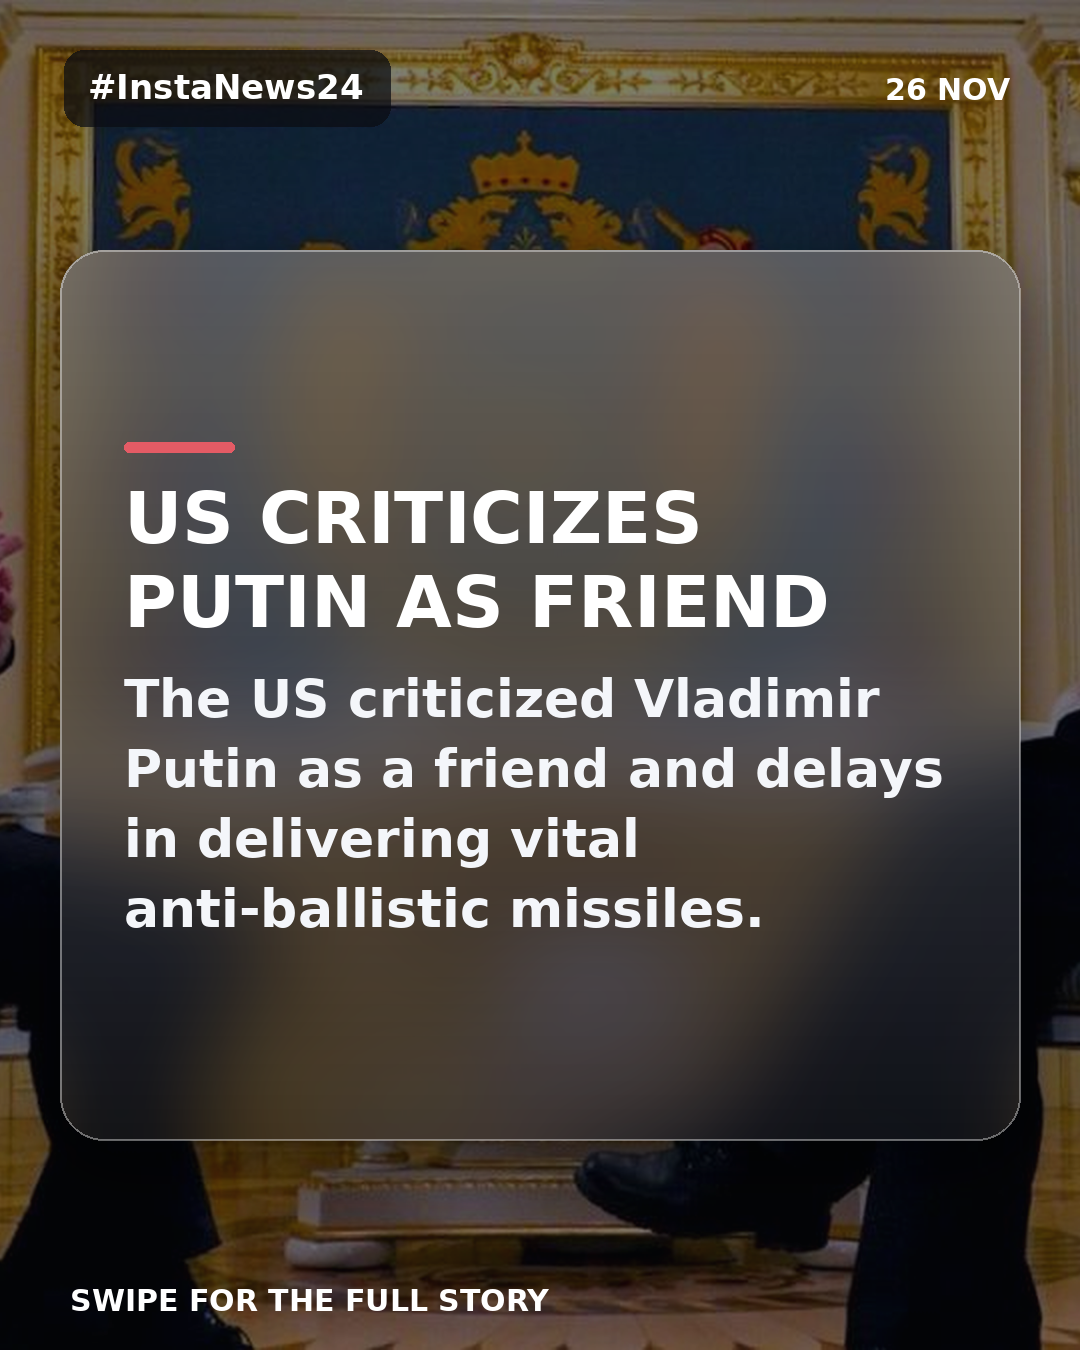 #InstaNews24
26 NOV
US CRITICIZES
PUTIN AS FRIEND
The US criticized Vladimir
Putin as a friend and delays
in delivering vital
anti-ballistic missiles.
SWIPE FOR THE FULL STORY